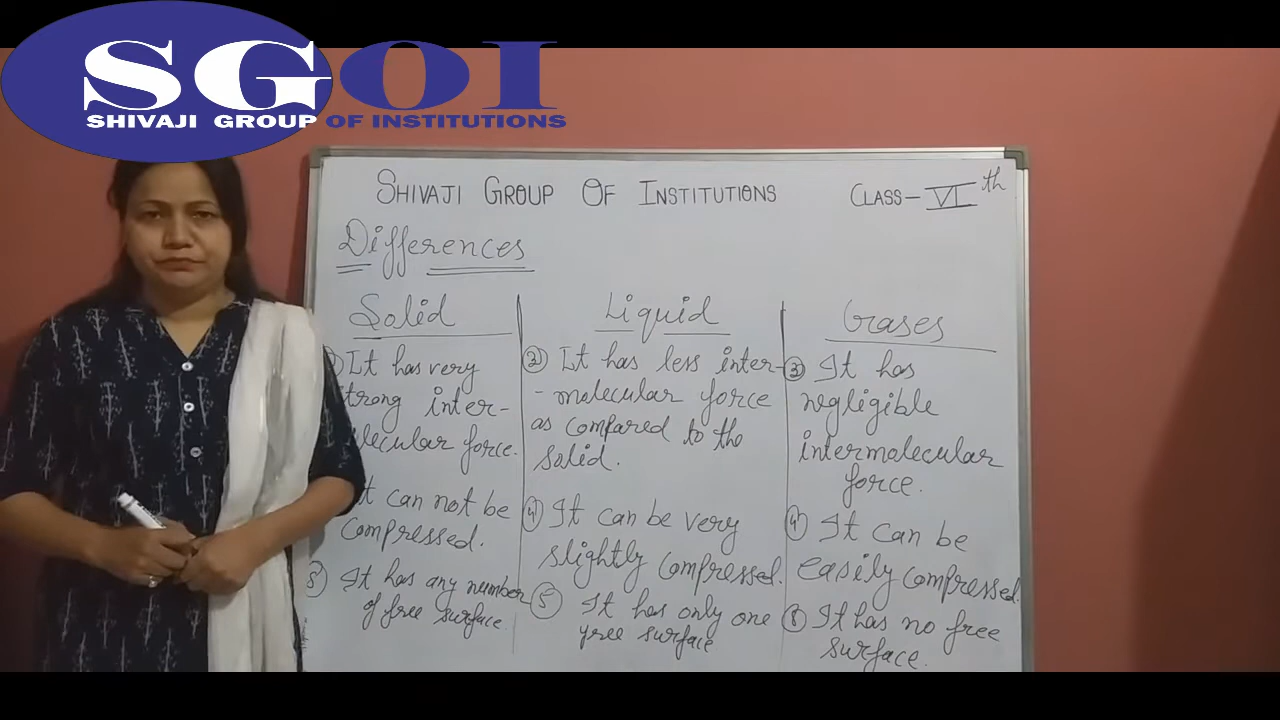 SGOI
SHIVAJI GROUP OF INSTITUTIONS
SHIVAJI GROUP OF INSTITUTIONS CLASS- VI th
Differences
Solid
It has very
strong inter-
lecular force.
It can not be
compressed.
5 It has any number
of free surface.
Liquid
3 It has less inter-
- molecular force
as compared to the
solid.
4 It can be very
slightly compressed.
5 It has only one
free surface
Gases
3 It has
negligible
intermolecular
force.
4 It can be
easily compressed.
8 It has no free
surface.